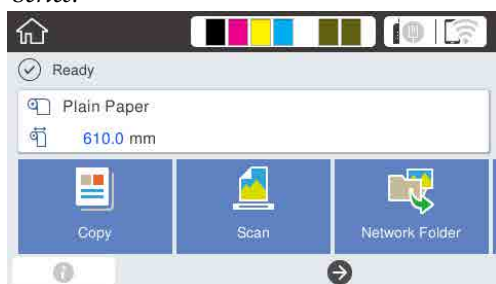 Ready
Plain Paper
610.0 mm
Copy
Scan
Network Folder